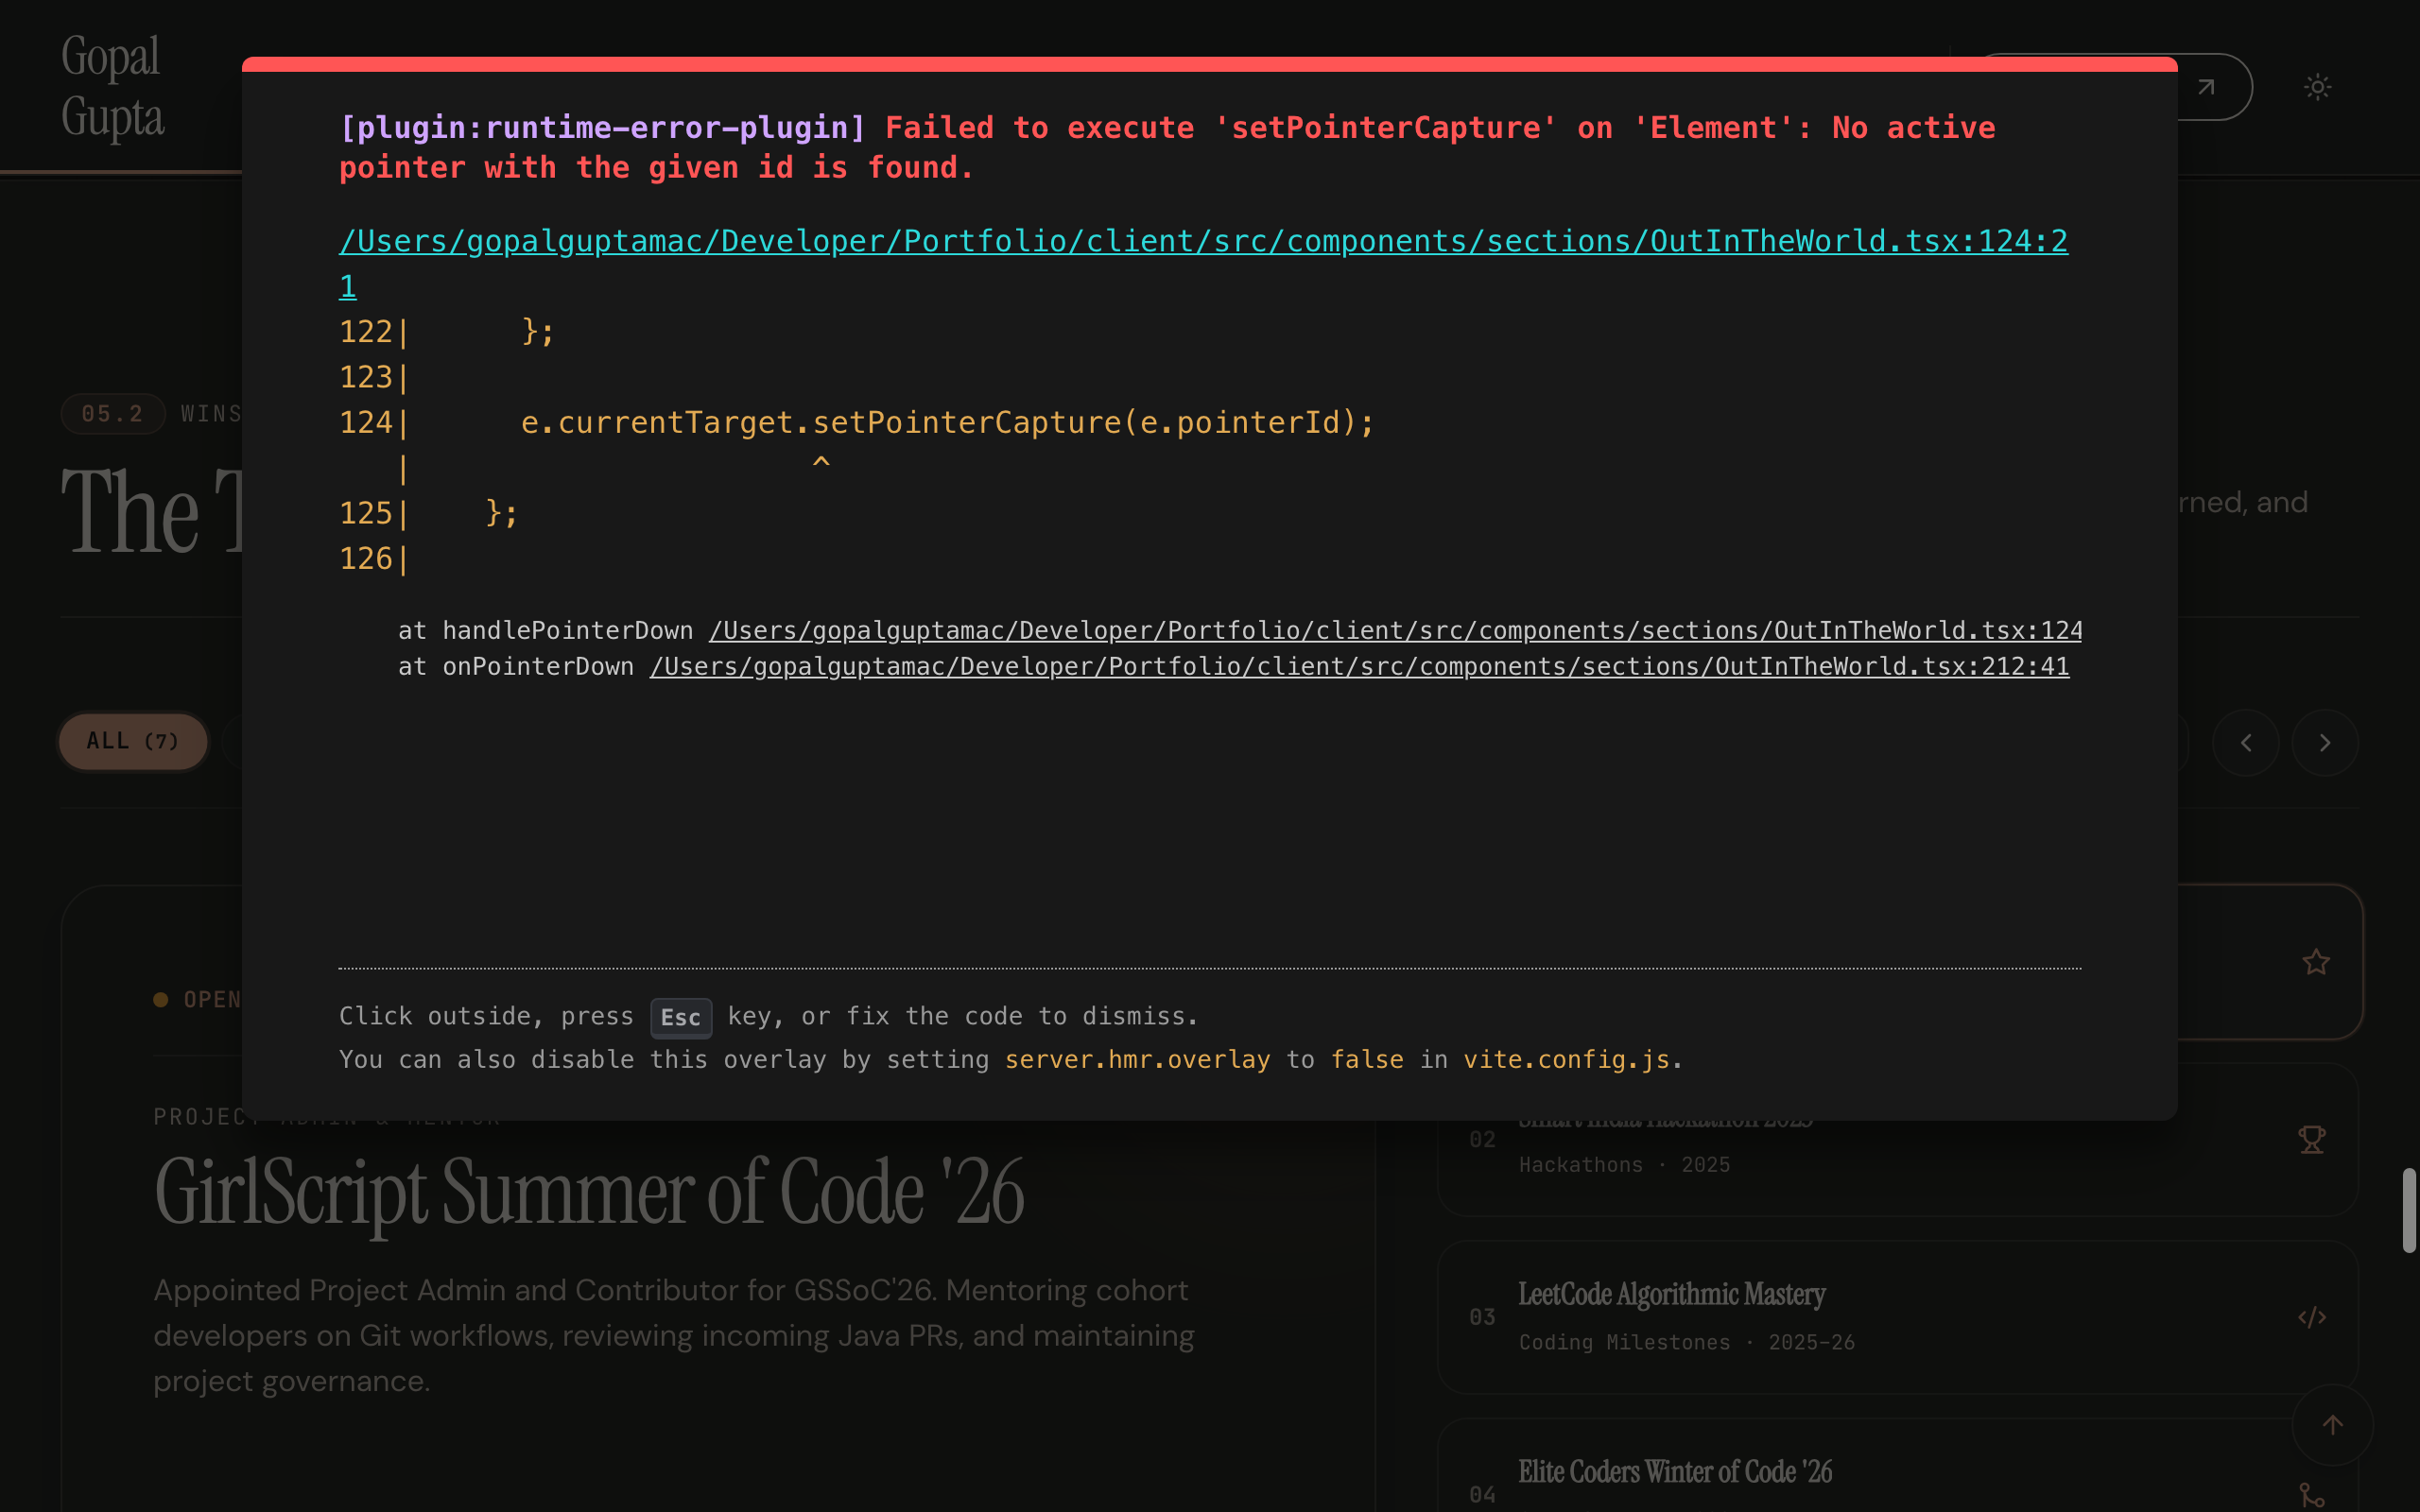 Gopal
Gupta
[plugin:runtime-error-plugin] Failed to execute 'setPointerCapture' on 'Element': No active
pointer with the given id is found.
/Users/gopalguptamac/Developer/Portfolio/client/src/components/sections/OutInTheWorld.tsx:124:2
1
122|      };
123|
124|      e.currentTarget.setPointerCapture(e.pointerId);
   |                      ^
125|    };
126|
at handlePointerDown /Users/gopalguptamac/Developer/Portfolio/client/src/components/sections/OutInTheWorld.tsx:124
at onPointerDown /Users/gopalguptamac/Developer/Portfolio/client/src/components/sections/OutInTheWorld.tsx:212:41
Click outside, press Esc key, or fix the code to dismiss.
You can also disable this overlay by setting server.hmr.overlay to false in vite.config.js.
05.2 WINS
The T
rned, and
ALL (7)
OPEN
PROJECT ADMIN & MENTOR
GirlScript Summer of Code '26
Appointed Project Admin and Contributor for GSSoC'26. Mentoring cohort
developers on Git workflows, reviewing incoming Java PRs, and maintaining
project governance.
02 Smart India Hackathon 2025
Hackathons · 2025
03 LeetCode Algorithmic Mastery
Coding Milestones · 2025-26
04 Elite Coders Winter of Code '26